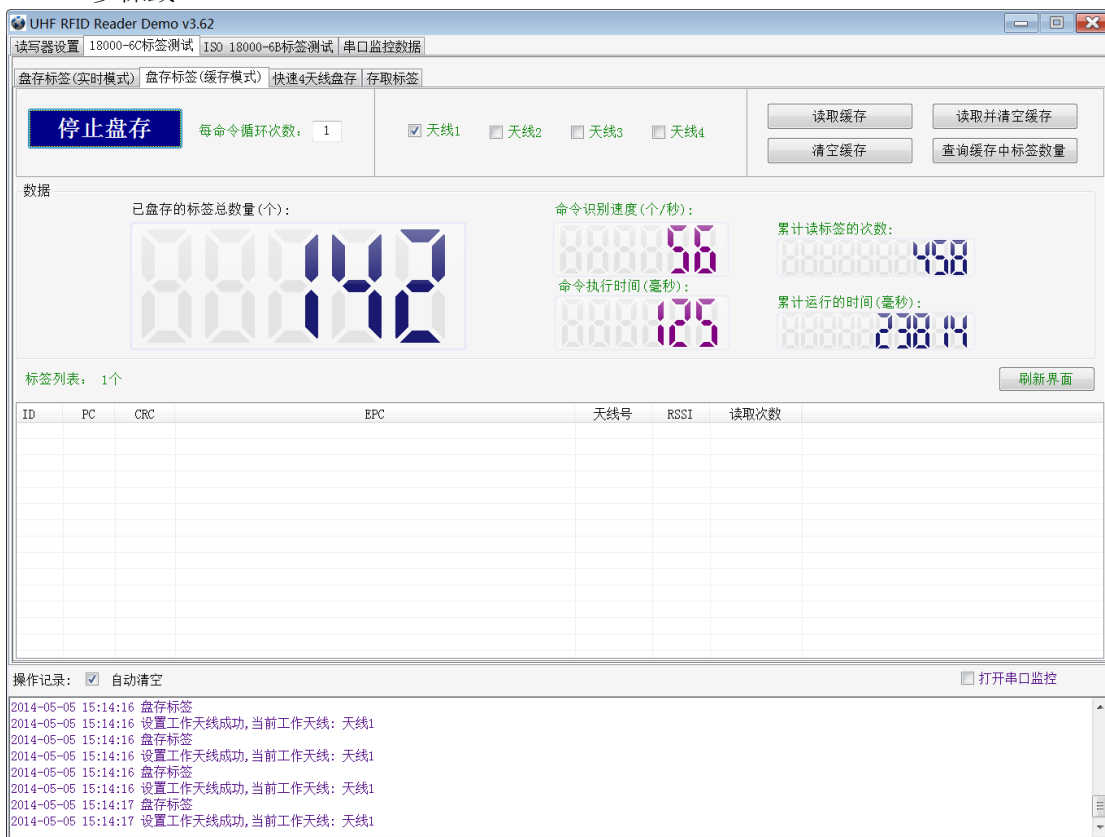 UHF RFID Reader Demo v3.62
读写器设置 18000-6C标签测试 ISO 18000-6B标签测试 串口监控数据
盘存标签(实时模式) 盘存标签(缓存模式) 快速4天线盘存 存取标签
停止盘存 每命令循环次数: 1 天线1 天线2 天线3 天线4 读取缓存 读取并清空缓存
清空缓存 查询缓存中标签数量
数据
已盘存的标签总数量(个): 命令识别速度(个/秒): 累计读标签的次数:
142 56 458
命令执行时间(毫秒): 累计运行的时间(毫秒):
125 23814
标签列表: 1个 刷新界面
ID PC CRC EPC 天线号 RSSI 读取次数
操作记录: 自动清空 打开串口监控
2014-05-05 15:14:16 盘存标签
2014-05-05 15:14:16 设置工作天线成功,当前工作天线: 天线1
2014-05-05 15:14:16 盘存标签
2014-05-05 15:14:16 设置工作天线成功,当前工作天线: 天线1
2014-05-05 15:14:16 盘存标签
2014-05-05 15:14:16 设置工作天线成功,当前工作天线: 天线1
2014-05-05 15:14:17 盘存标签
2014-05-05 15:14:17 设置工作天线成功,当前工作天线: 天线1